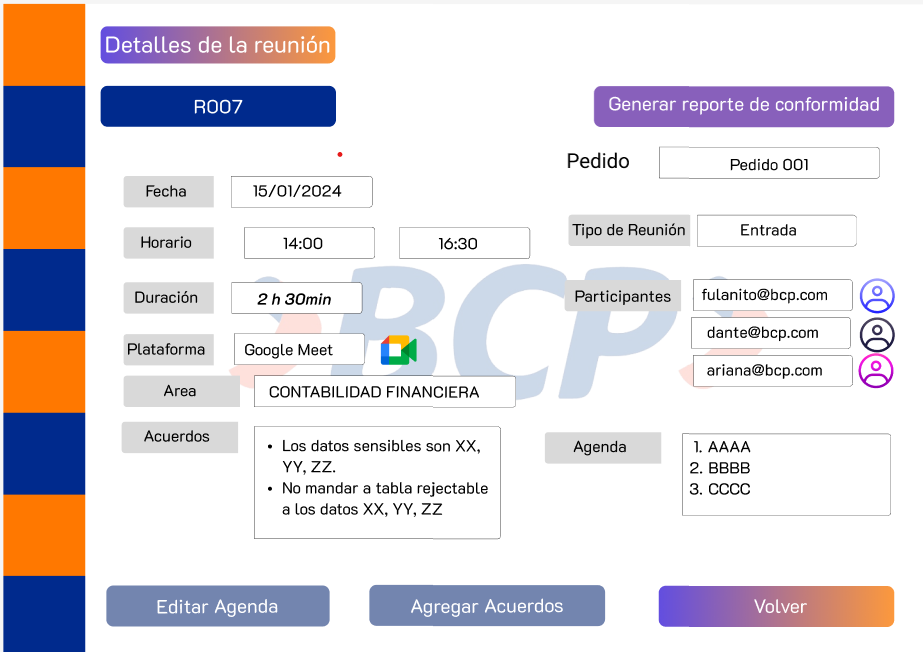 Detalles de la reunión
R007
Generar reporte de conformidad
Pedido
Pedido 001
Fecha
15/01/2024
Tipo de Reunión
Entrada
Horario
14:00
16:30
Duración
2 h 30min
Participantes
fulanito@bcp.com
dante@bcp.com
ariana@bcp.com
Plataforma
Google Meet
BCP
Area
CONTABILIDAD FINANCIERA
Acuerdos
• Los datos sensibles son XX,
YY, ZZ.
• No mandar a tabla rejectable
a los datos XX, YY, ZZ
Agenda
1. AAAA
2. BBBB
3. CCCC
Editar Agenda
Agregar Acuerdos
Volver